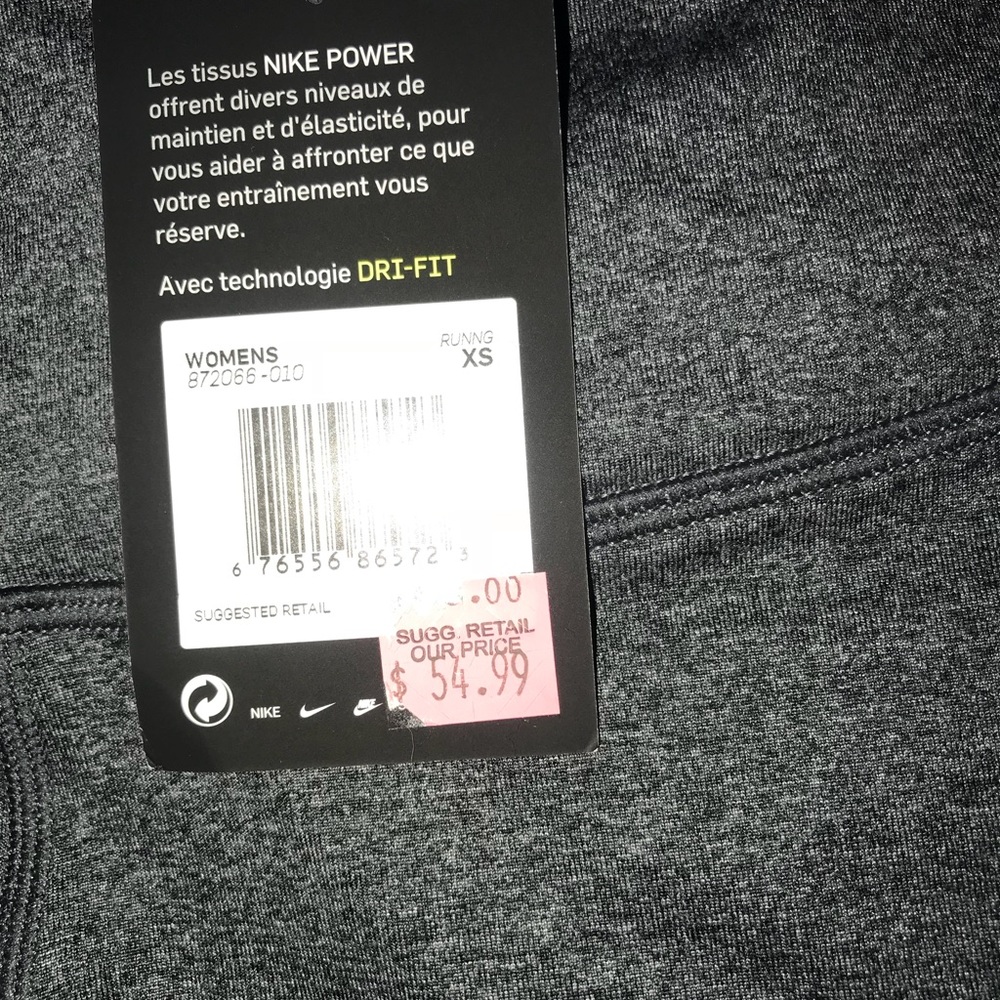 Les tissus NIKE POWER
offrent divers niveaux de
maintien et d'élasticité, pour
vous aider à affronter ce que
votre entraînement vous
réserve.
Avec technologie DRI-FIT
WOMENS
872066-010
RUNNG
XS
6 76556 86572 3
SUGGESTED RETAIL
.00
SUGG. RETAIL
OUR PRICE
$ 54.99
NIKE